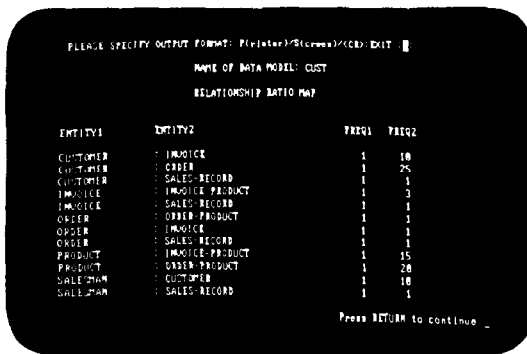 PLEASE SPECIFY OUTPUT FORMAT: P(rinter)/S(creen)/<CR>:EXIT :
NAME OF DATA MODEL: CUST
RELATIONSHIP RATIO MAP
ENTITY1 ENTITY2 FREQ1 FREQ2
CUSTOMER : INVOICE 1 10
CUSTOMER : ORDER 1 25
CUSTOMER : SALES-RECORD 1 1
INVOICE : INVOICE-PRODUCT 1 3
INVOICE : SALES-RECORD 1 1
ORDER : ORDER-PRODUCT 1 1
ORDER : INVOICE 1 1
ORDER : SALES-RECORD 1 1
PRODUCT : INVOICE-PRODUCT 1 15
PRODUCT : ORDER-PRODUCT 1 20
SALESMAN : CUSTOMER 1 10
SALESMAN : SALES-RECORD 1 1
Press RETURN to continue _